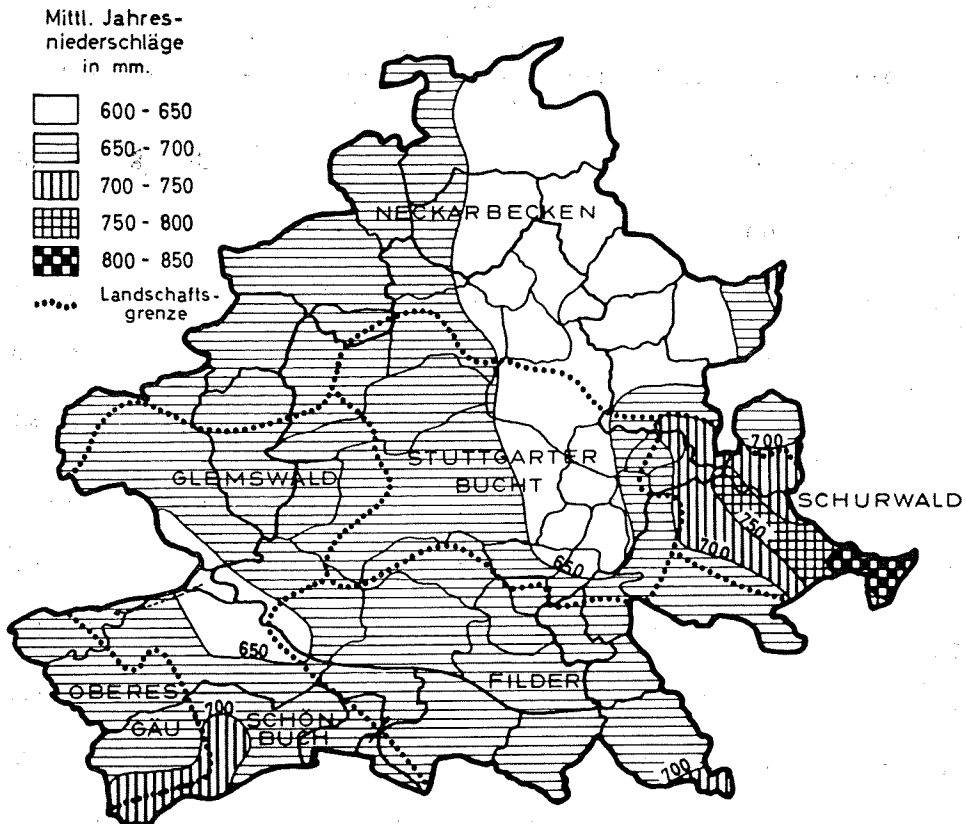 Mittl. Jahres-
niederschläge
in mm.
600 - 650
650 - 700
700 - 750
750 - 800
800 - 850
Landschafts-
grenze
NECKARBECKEN
STUTTGARTER
BUCHT
GLEMSWALD
700
SCHURWALD
750
700
650
650
OBERES
GÄU
700
SCHÖN
BUCH
FILDER
700